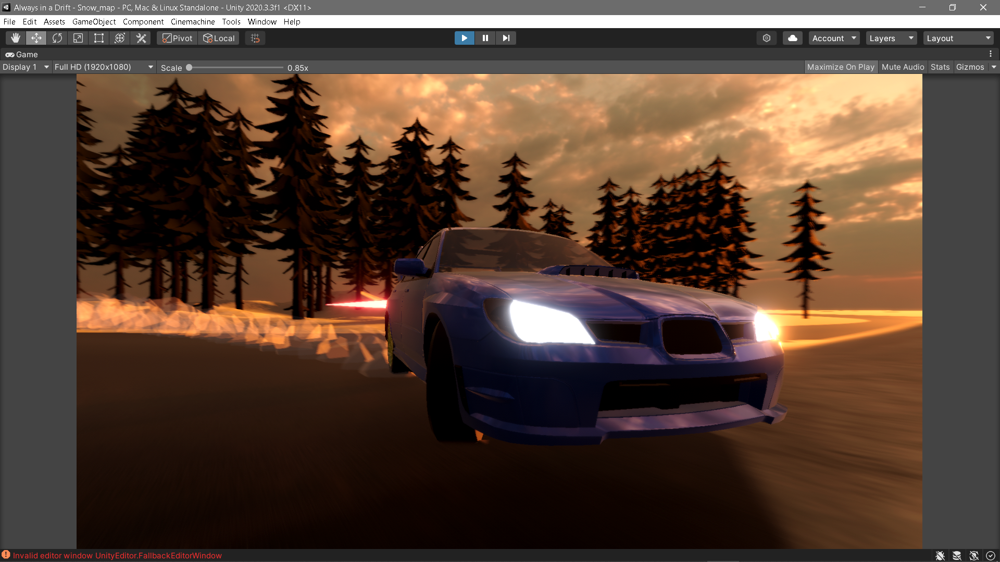 Always in a Drift - Snow_map - PC, Mac & Linux Standalone - Unity 2020.3.3f1 <DX11>
File Edit Assets GameObject Component Cinemachine Tools Window Help
Pivot Local Account Layers Layout
Game
Display 1 Full HD (1920x1080) Scale 0.85x Maximize On Play Mute Audio Stats Gizmos
Invalid editor window UnityEditor.FallbackEditorWindow